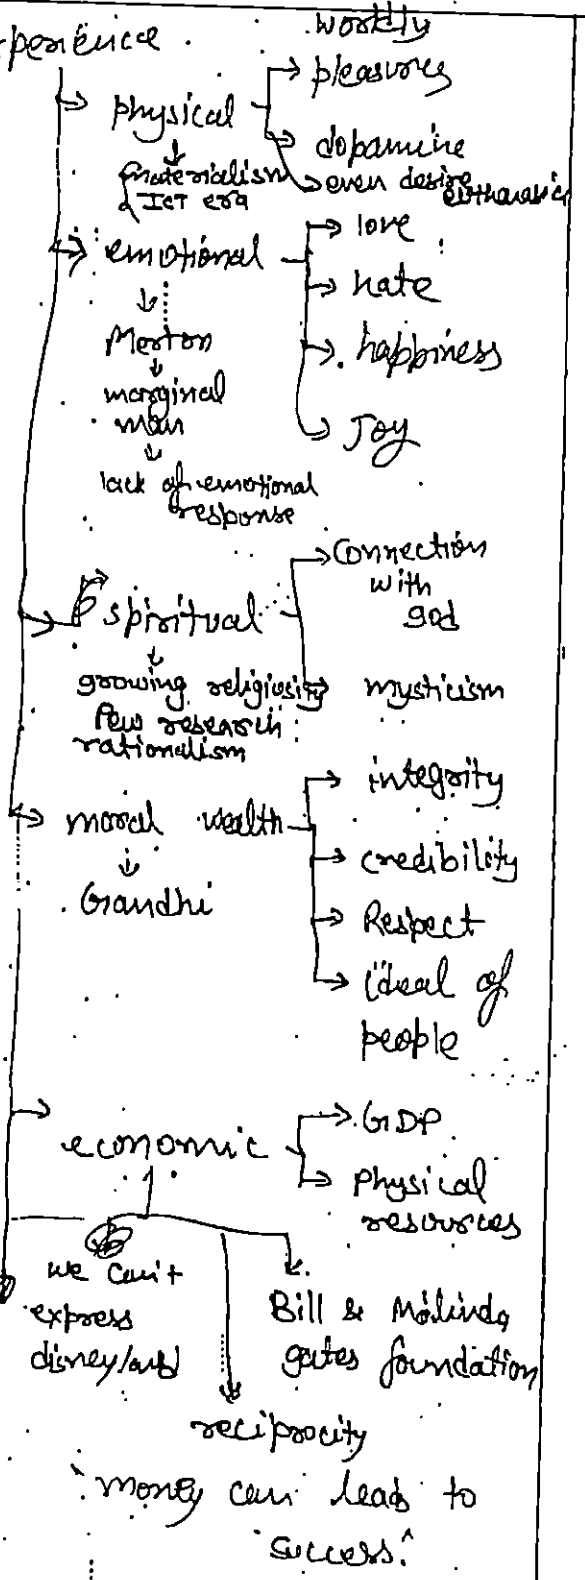 perience
physical
worldly
pleasures
dopamine
even desire euthanasia
materialism
ICT era
emotional
love
hate
happiness
Joy
Merton
marginal
man
lack of emotional
response
spiritual
Connection
with
god
mysticism
growing religiosity
Pew research
rationalism
moral wealth
integrity
credibility
Respect
ideal of
people
Gandhi
economic
GDP
Physical
resources
we can't
express
disney/
Bill & Malinda
gates foundation
reciprocity
"money can lead to
success."